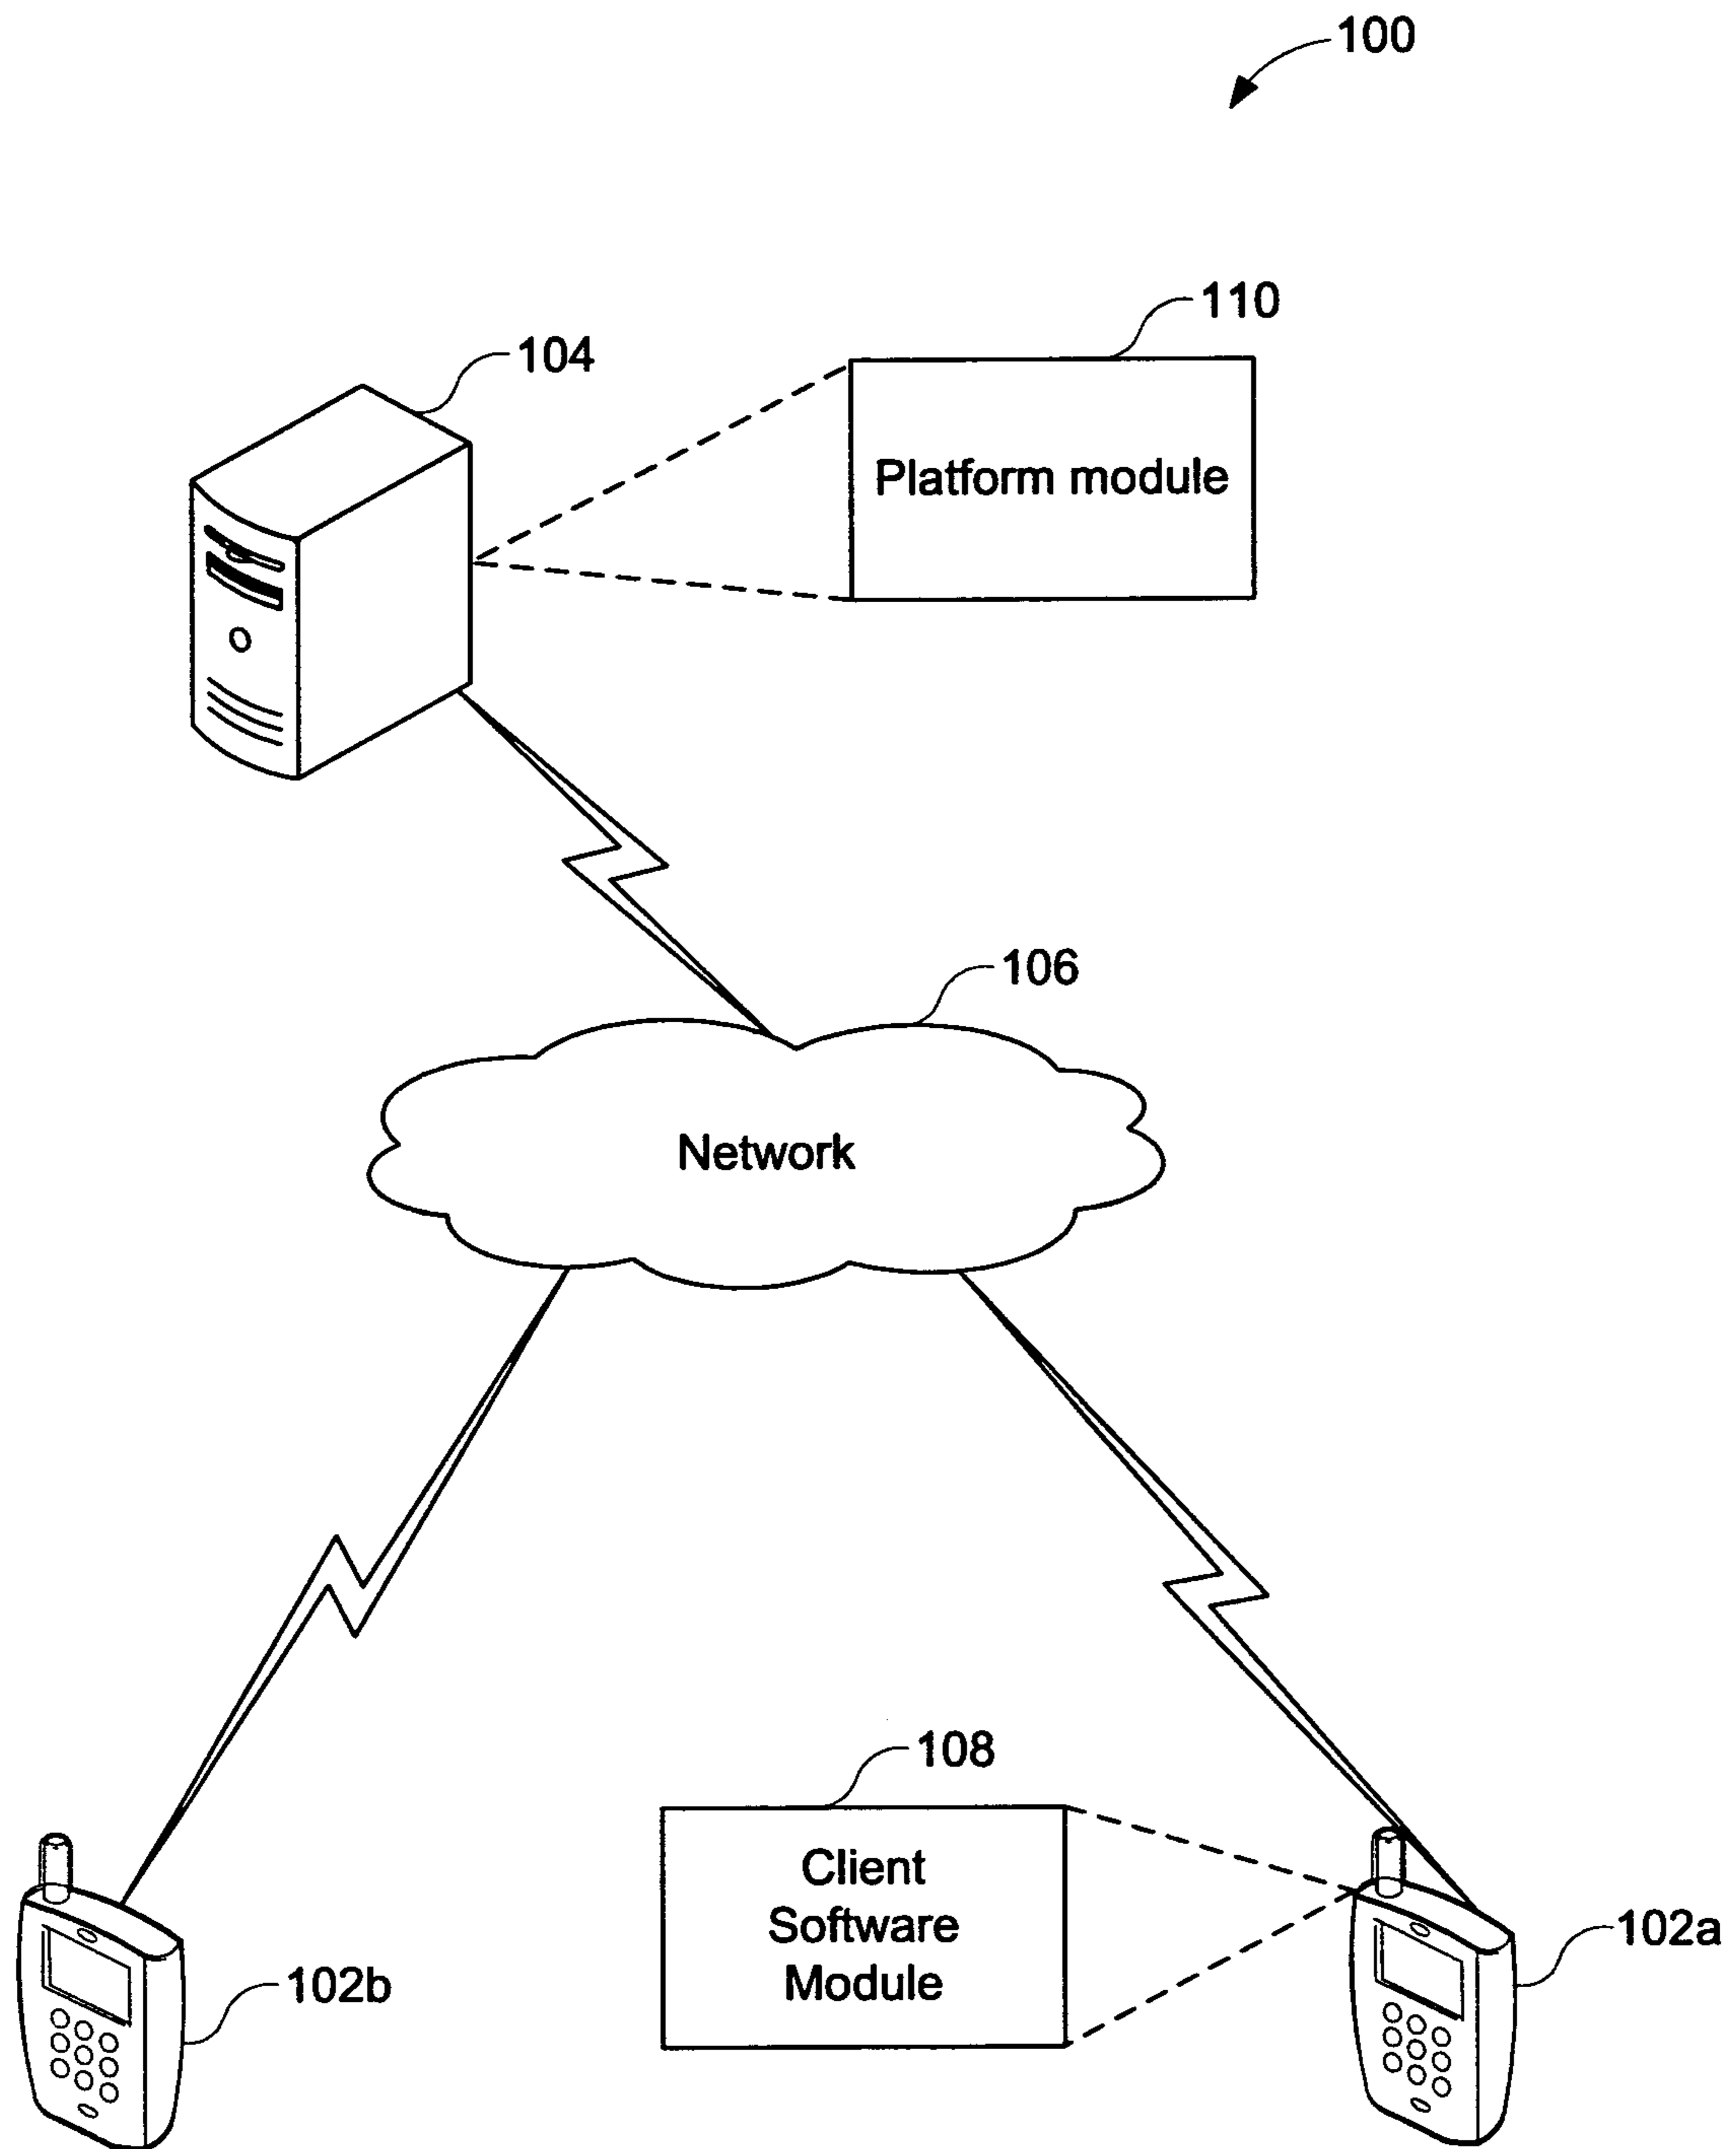 100
110
104
Platform module
106
Network
108
Client
Software
Module
102a
102b